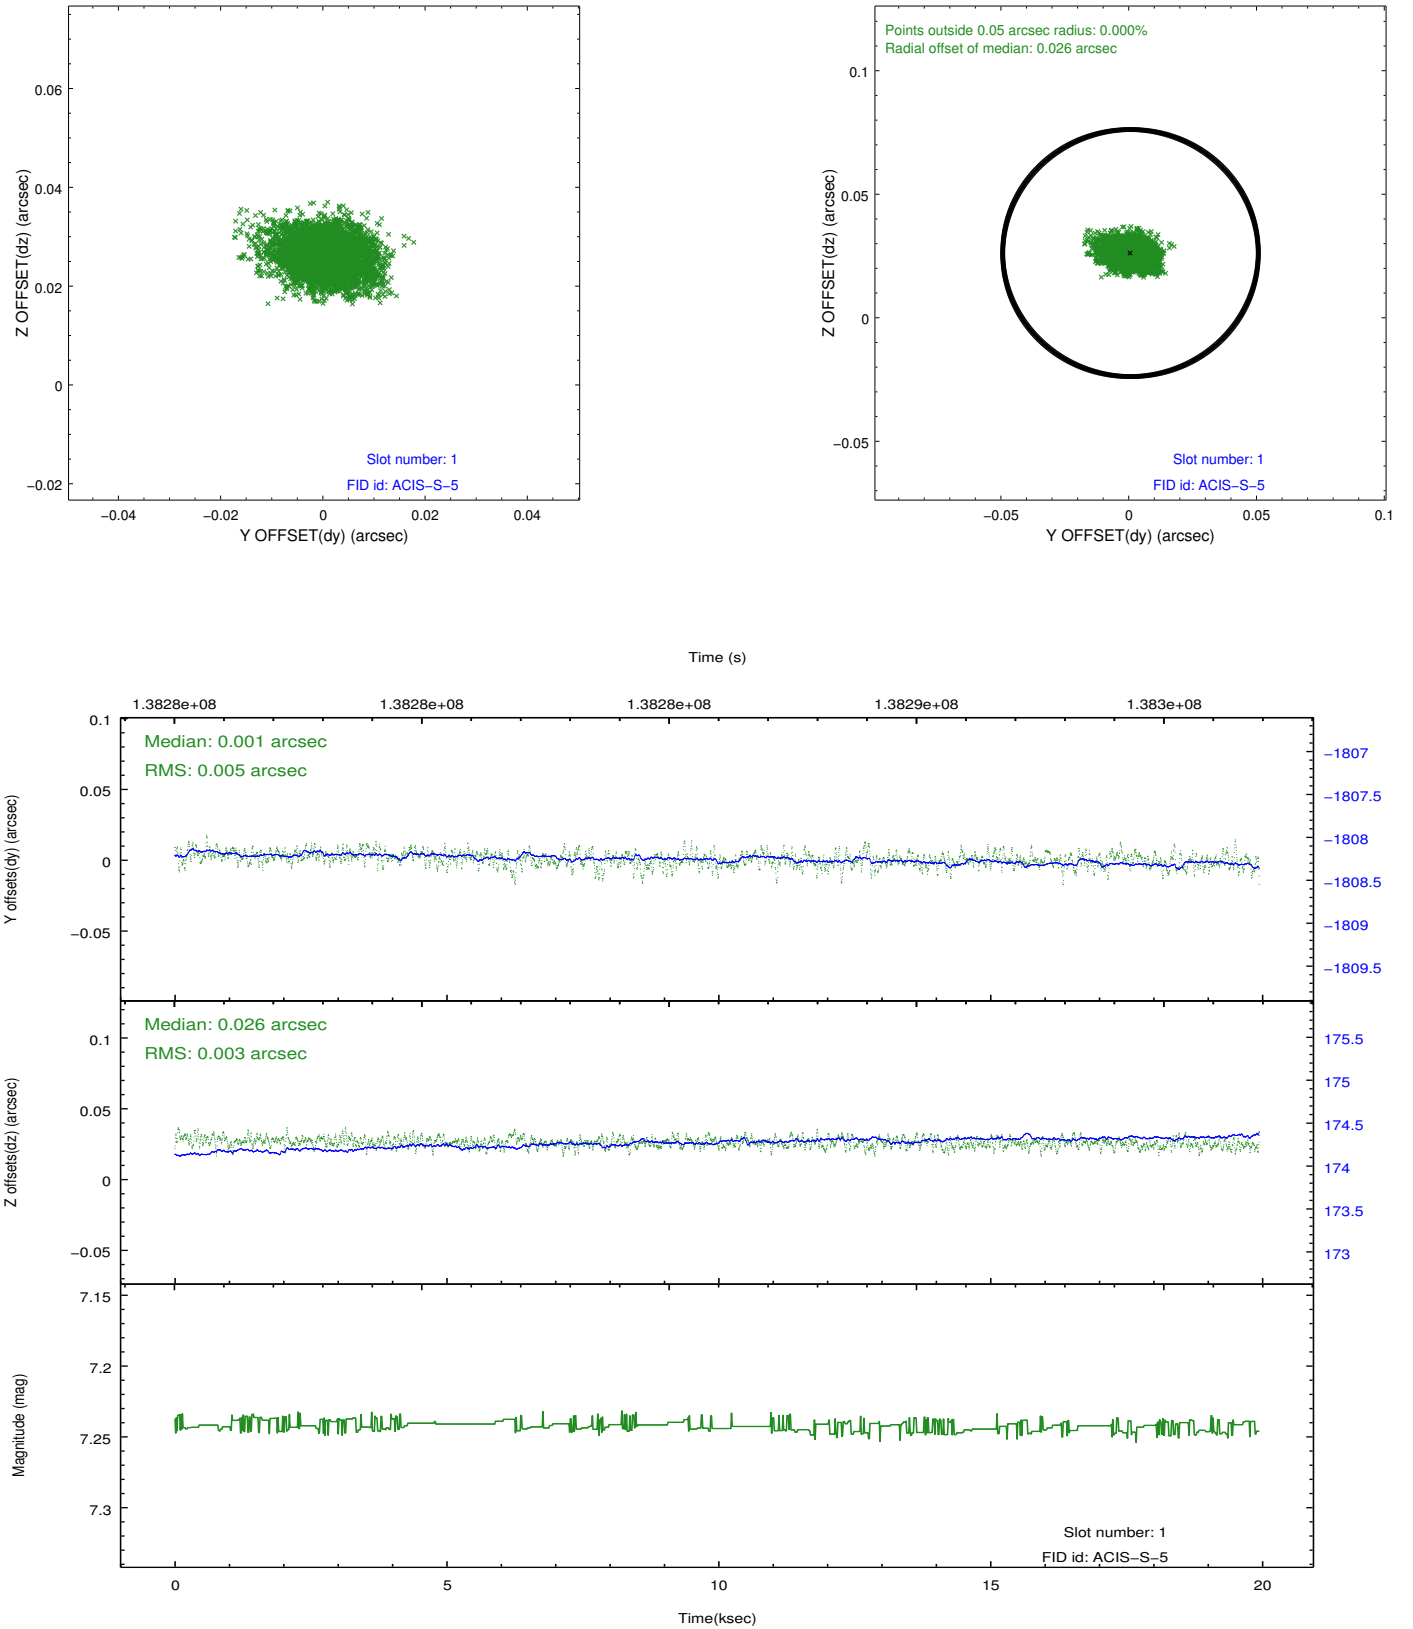 0.06
0.04
0.02
0
−0.02
Z OFFSET(dz) (arcsec)
Slot number: 1
FID id: ACIS−S−5
−0.04 −0.02 0 0.02 0.04
Y OFFSET(dy) (arcsec)
Points outside 0.05 arcsec radius: 0.000%
Radial offset of median: 0.026 arcsec
0.1
0.05
0
−0.05
Z OFFSET(dz) (arcsec)
Slot number: 1
FID id: ACIS−S−5
−0.05 0 0.05 0.1
Y OFFSET(dy) (arcsec)
Time (s)
1.3828e+08 1.3828e+08 1.3828e+08 1.3829e+08 1.383e+08
Median: 0.001 arcsec
RMS: 0.005 arcsec
0.1
0.05
0
−0.05
Y offsets(dy) (arcsec)
−1807
−1807.5
−1808
−1808.5
−1809
−1809.5
Median: 0.026 arcsec
RMS: 0.003 arcsec
0.1
0.05
0
−0.05
Z offsets(dz) (arcsec)
175.5
175
174.5
174
173.5
173
7.15
7.2
7.25
7.3
Magnitude (mag)
Slot number: 1
FID id: ACIS−S−5
0 5 10 15 20
Time(ksec)